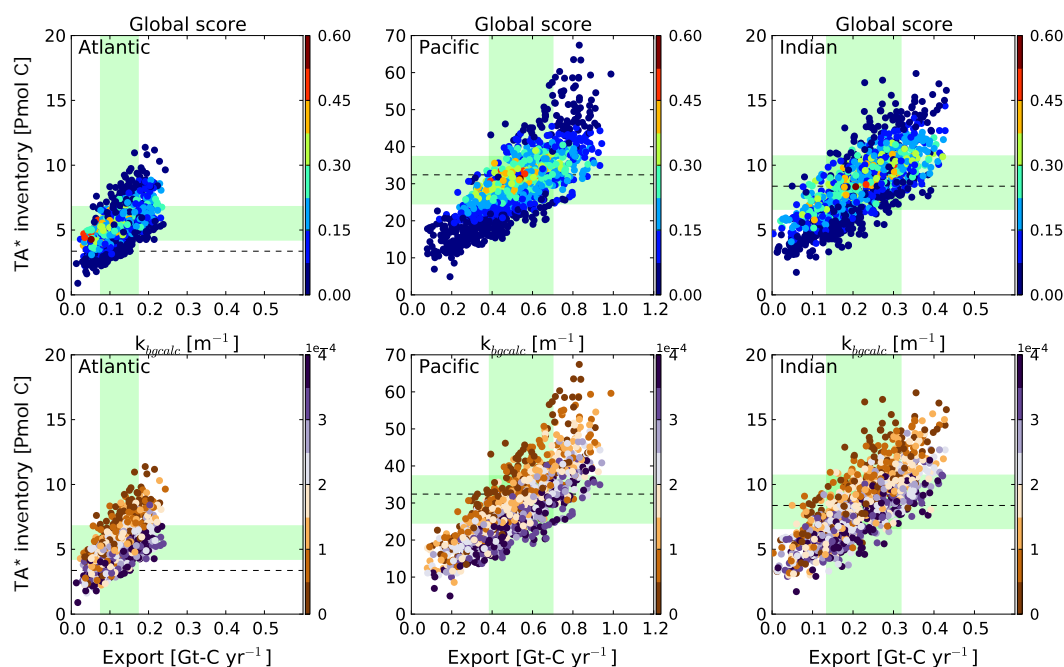 Global score
Global score
Global score
Atlantic
Pacific
Indian
TA* inventory [Pmol C]
20
15
10
5
0
70
60
50
40
30
20
10
0
20
15
10
5
0
0.60
0.45
0.30
0.15
0.00
0.60
0.45
0.30
0.15
0.00
0.60
0.45
0.30
0.15
0.00
0.0 0.1 0.2 0.3 0.4 0.5
0.0 0.2 0.4 0.6 0.8 1.0 1.2
0.0 0.1 0.2 0.3 0.4 0.5 0.6
k_bgcalc [m⁻¹]
k_bgcalc [m⁻¹]
k_bgcalc [m⁻¹]
1e−4
1e−4
1e−4
Atlantic
Pacific
Indian
TA* inventory [Pmol C]
20
15
10
5
0
70
60
50
40
30
20
10
0
20
15
10
5
0
4
3
2
1
0
4
3
2
1
0
4
3
2
1
0
0.0 0.1 0.2 0.3 0.4 0.5
0.0 0.2 0.4 0.6 0.8 1.0 1.2
0.0 0.1 0.2 0.3 0.4 0.5 0.6
Export [Gt-C yr⁻¹]
Export [Gt-C yr⁻¹]
Export [Gt-C yr⁻¹]